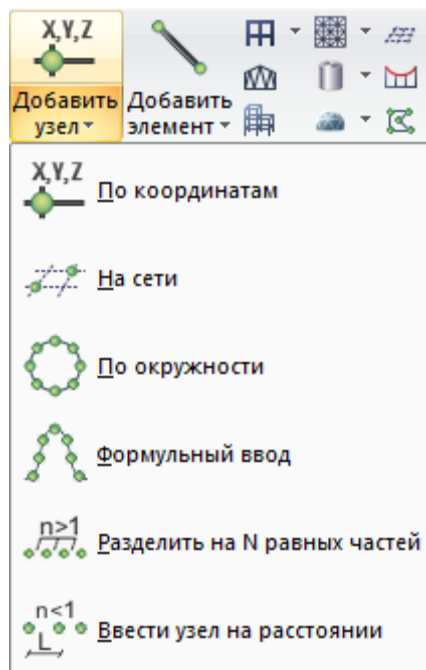 X,Y,Z
Добавить узел
Добавить элемент
X,Y,Z
По координатам
На сети
По окружности
Формульный ввод
n>1
Разделить на N равных частей
n<1
L
Ввести узел на расстоянии